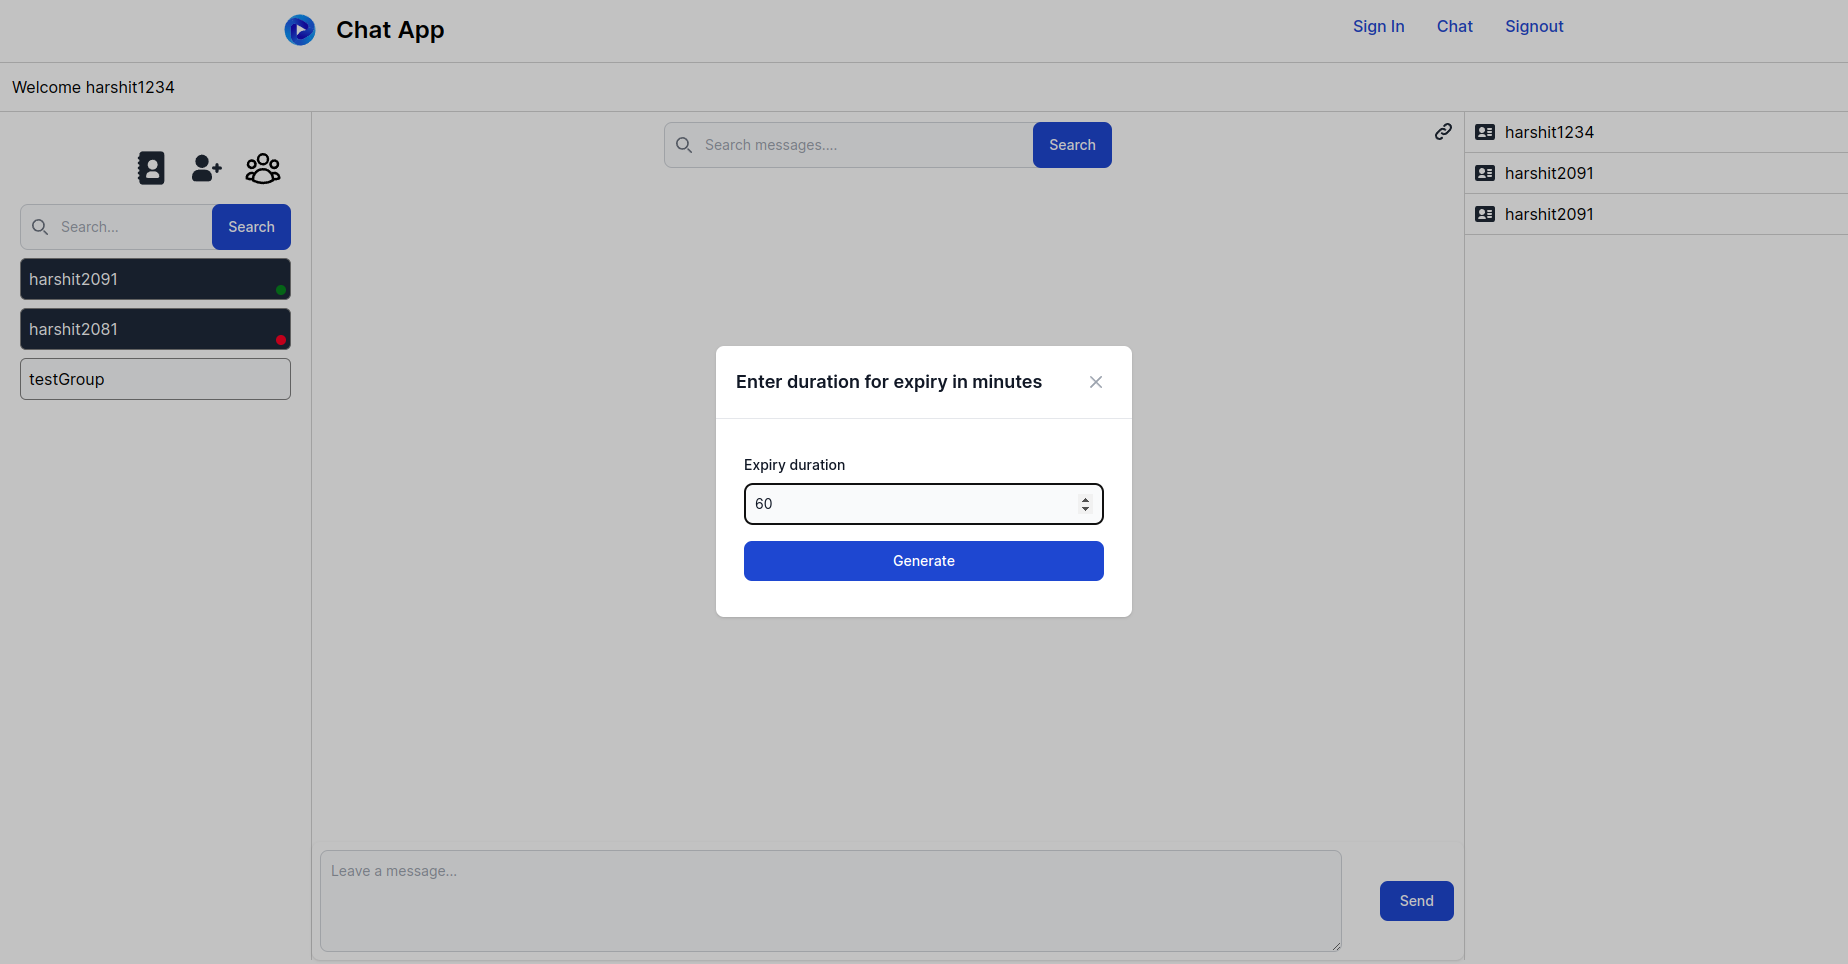 Chat App
Sign In
Chat
Signout
Welcome harshit1234
Search...
Search
harshit2091
harshit2081
testGroup
Search messages....
Search
harshit1234
harshit2091
harshit2091
Enter duration for expiry in minutes
Expiry duration
60
Generate
Leave a message...
Send